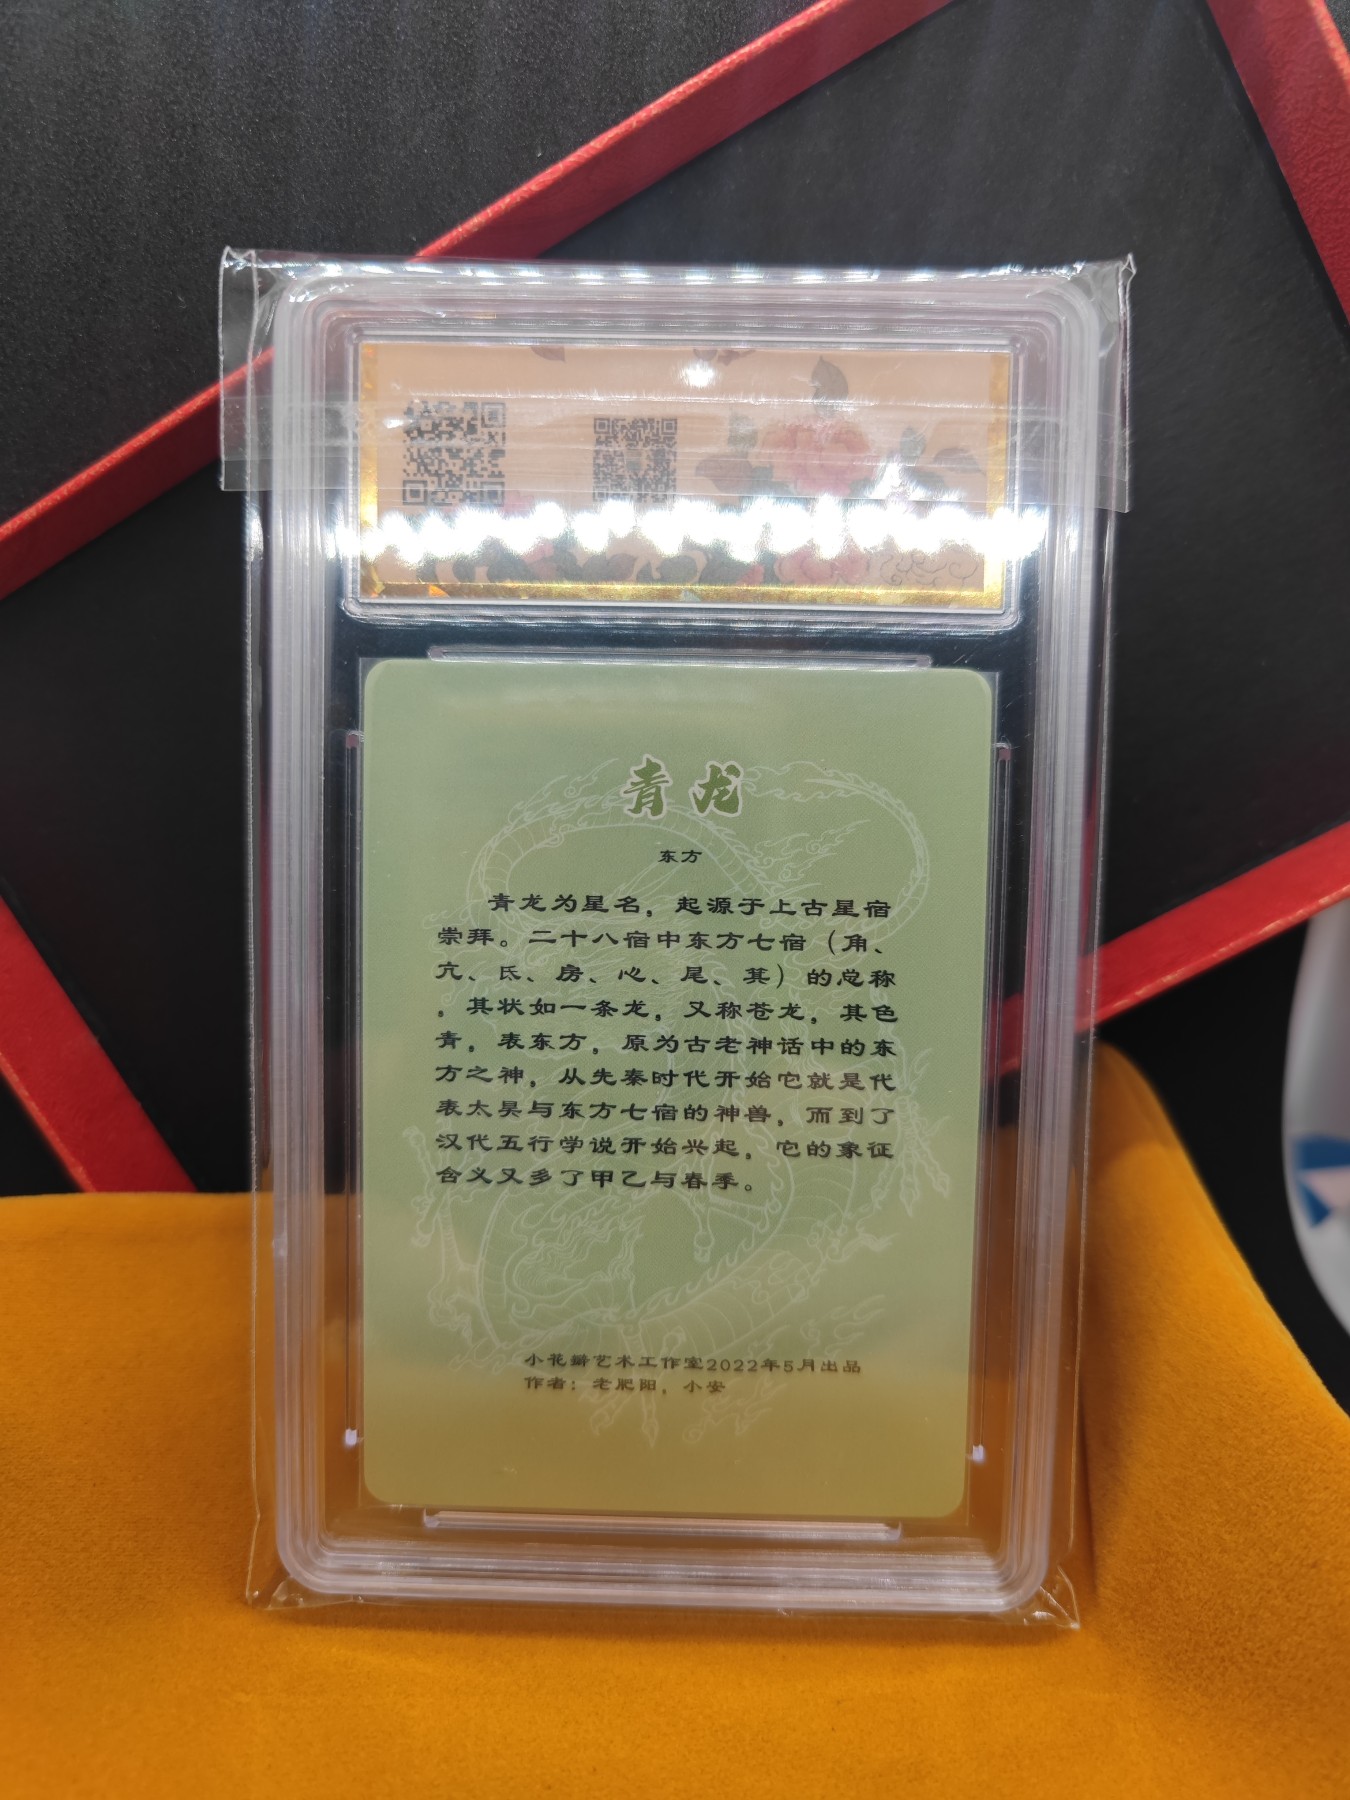 青龙
东方
青龙为星名，起源于上古星宿
崇拜。二十八宿中东方七宿（角、
亢、氐、房、心、尾、其）的总称
，其状如一条龙，又称苍龙，其色
青，表东方，原为古老神话中的东
方之神，从先秦时代开始它就是代
表太昊与东方七宿的神兽，而到了
汉代五行学说开始兴起，它的象征
含义又多了甲乙与春季。
小花瓣艺术工作室2022年5月出品
作者：老肥阳，小安